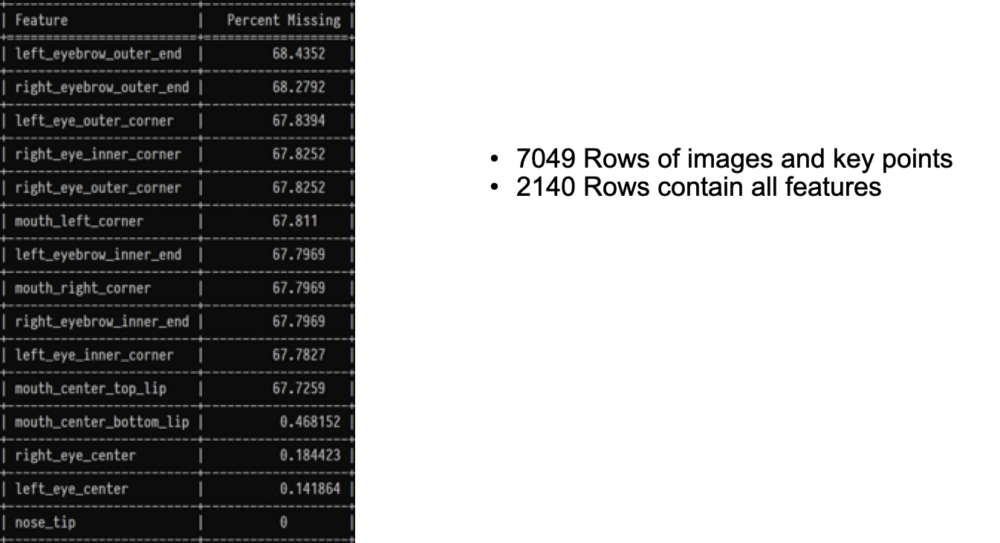 Feature Percent Missing
left_eyebrow_outer_end 68.4352
right_eyebrow_outer_end 68.2792
left_eye_outer_corner 67.8394
right_eye_inner_corner 67.8252
right_eye_outer_corner 67.8252
mouth_left_corner 67.811
left_eyebrow_inner_end 67.7969
mouth_right_corner 67.7969
right_eyebrow_inner_end 67.7969
left_eye_inner_corner 67.7827
mouth_center_top_lip 67.7259
mouth_center_bottom_lip 0.468152
right_eye_center 0.184423
left_eye_center 0.141864
nose_tip 0
• 7049 Rows of images and key points
• 2140 Rows contain all features